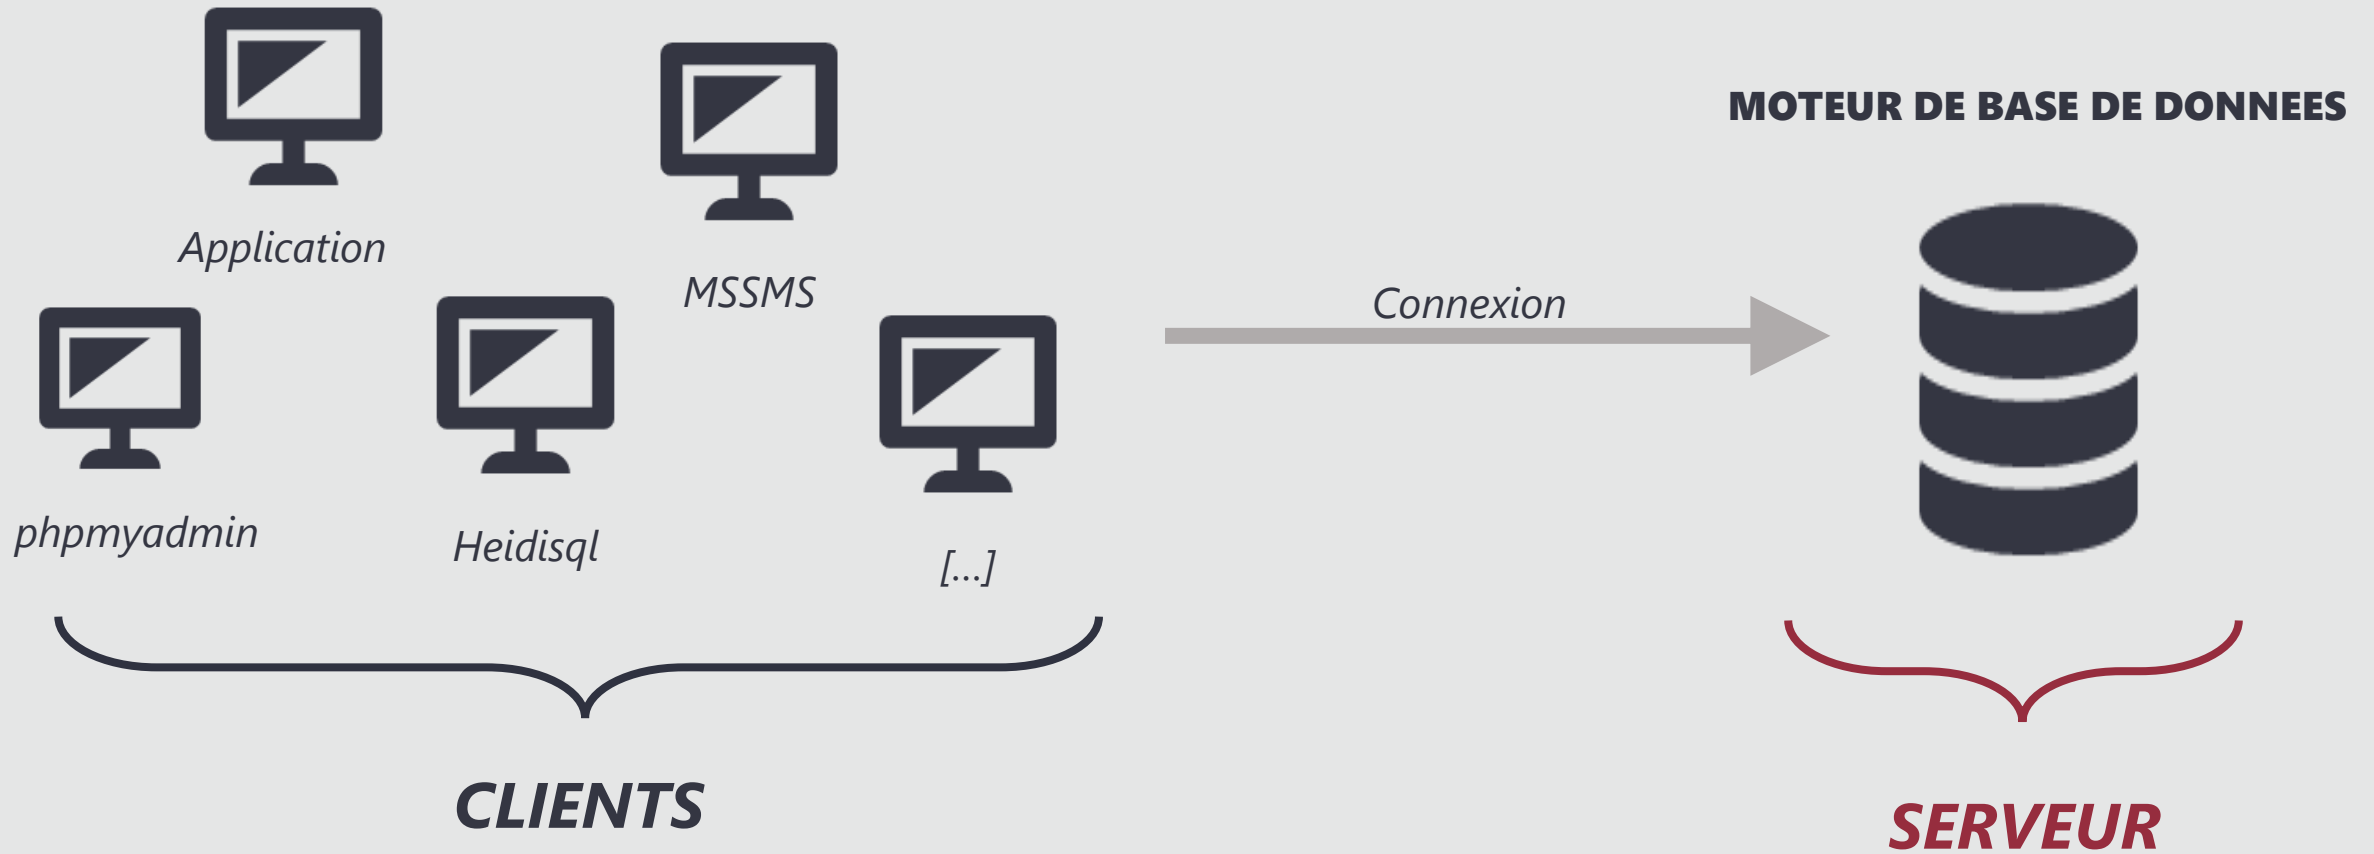 Application
MSSMS
phpmyadmin
Heidisql
[...]
CLIENTS
Connexion
MOTEUR DE BASE DE DONNEES
SERVEUR